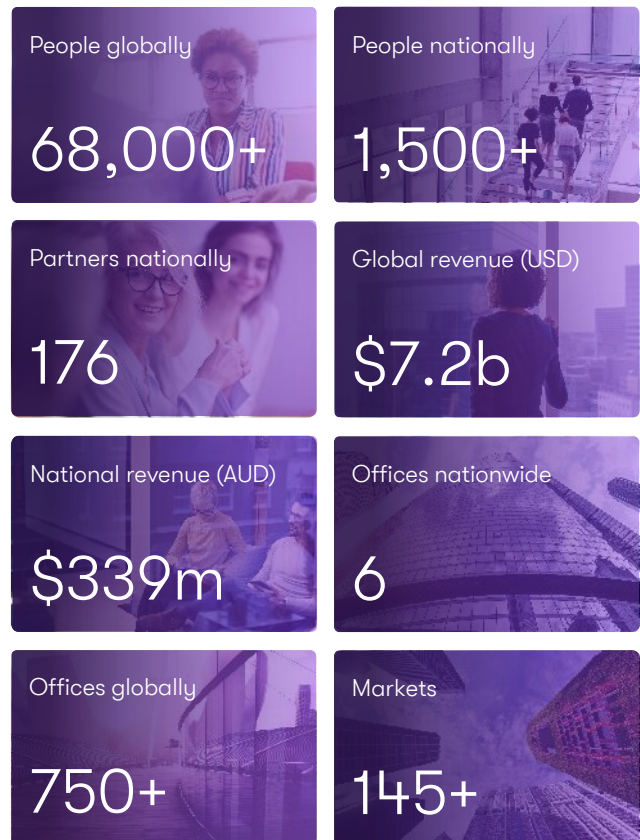 People globally
68,000+
People nationally
1,500+
Partners nationally
176
Global revenue (USD)
$7.2b
National revenue (AUD)
$339m
Offices nationwide
6
Offices globally
750+
Markets
145+